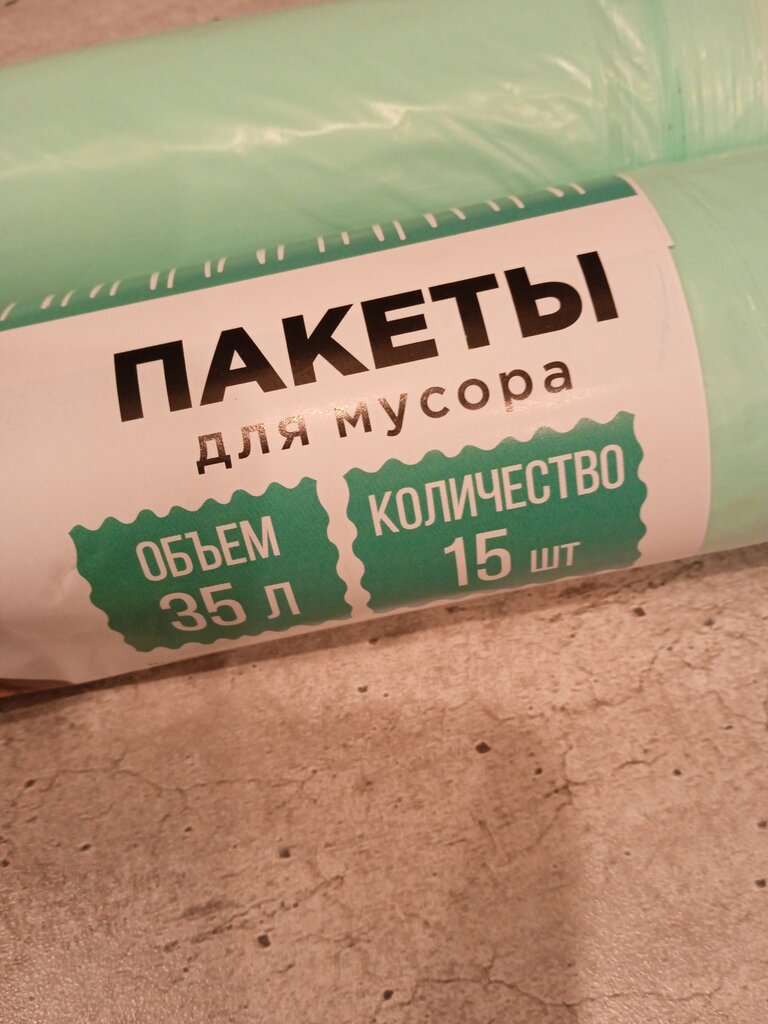 ПАКЕТЫ
для мусора
ОБЪЕМ
35 л
КОЛИЧЕСТВО
15 шт